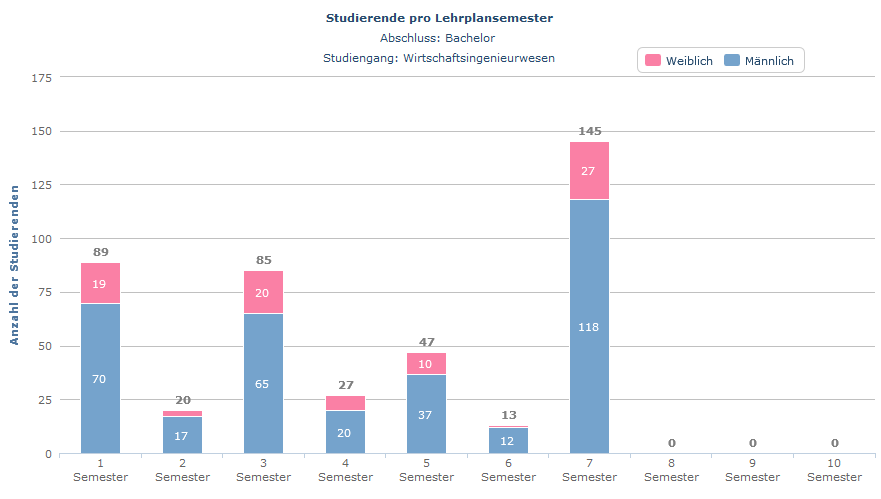 Studierende pro Lehrplansemester
Abschluss: Bachelor
Studiengang: Wirtschaftsingenieurwesen
Weiblich Männlich
Anzahl der Studierenden
175
150
125
100
75
50
25
0
89
19
70
20
17
85
20
65
27
20
47
10
37
13
12
145
27
118
0
0
0
1 Semester
2 Semester
3 Semester
4 Semester
5 Semester
6 Semester
7 Semester
8 Semester
9 Semester
10 Semester